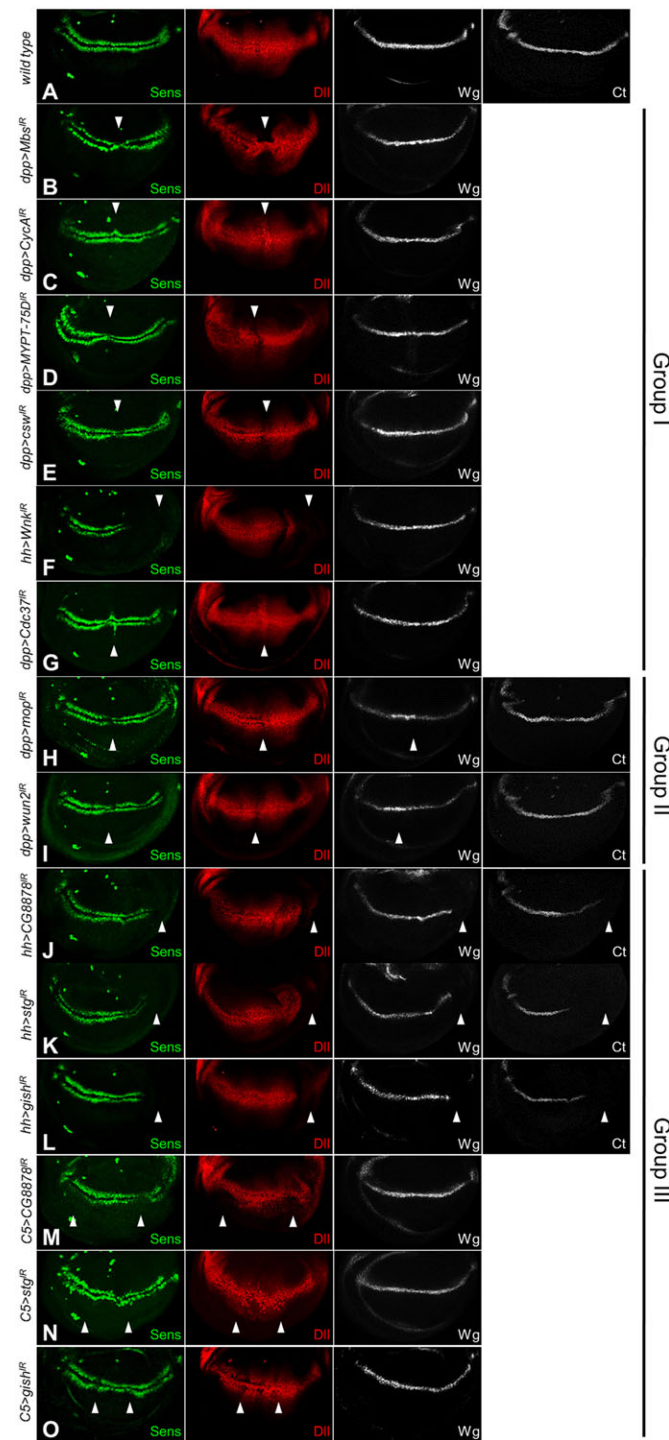 wild type
A
Sens
Dll
Wg
Ct
dpp>Mbs^IR
B
Sens
Dll
Wg
dpp>CycA^IR
C
Sens
Dll
Wg
dpp>MYPT-75D^IR
D
Sens
Dll
Wg
dpp>csw^IR
E
Sens
Dll
Wg
hh>Wnk^IR
F
Sens
Dll
Wg
dpp>Cdc37^IR
G
Sens
Dll
Wg
Group I
dpp>mop^IR
H
Sens
Dll
Wg
Ct
dpp>wun2^IR
I
Sens
Dll
Wg
Ct
Group II
hh>CG8878^IR
J
Sens
Dll
Wg
Ct
hh>stg^IR
K
Sens
Dll
Wg
Ct
hh>gish^IR
L
Sens
Dll
Wg
Ct
C5>CG8878^IR
M
Sens
Dll
Wg
C5>stg^IR
N
Sens
Dll
Wg
C5>gish^IR
O
Sens
Dll
Wg
Group III